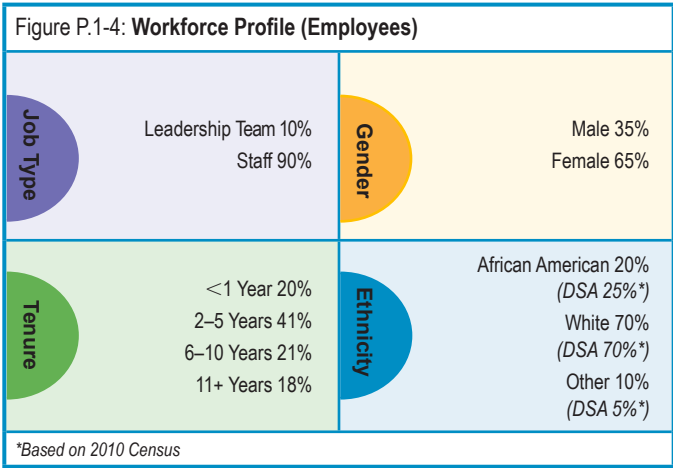 Figure P.1-4: Workforce Profile (Employees)
Job Type
Leadership Team 10%
Staff 90%
Gender
Male 35%
Female 65%
Tenure
<1 Year 20%
2–5 Years 41%
6–10 Years 21%
11+ Years 18%
Ethnicity
African American 20%
(DSA 25%*)
White 70%
(DSA 70%*)
Other 10%
(DSA 5%*)
*Based on 2010 Census